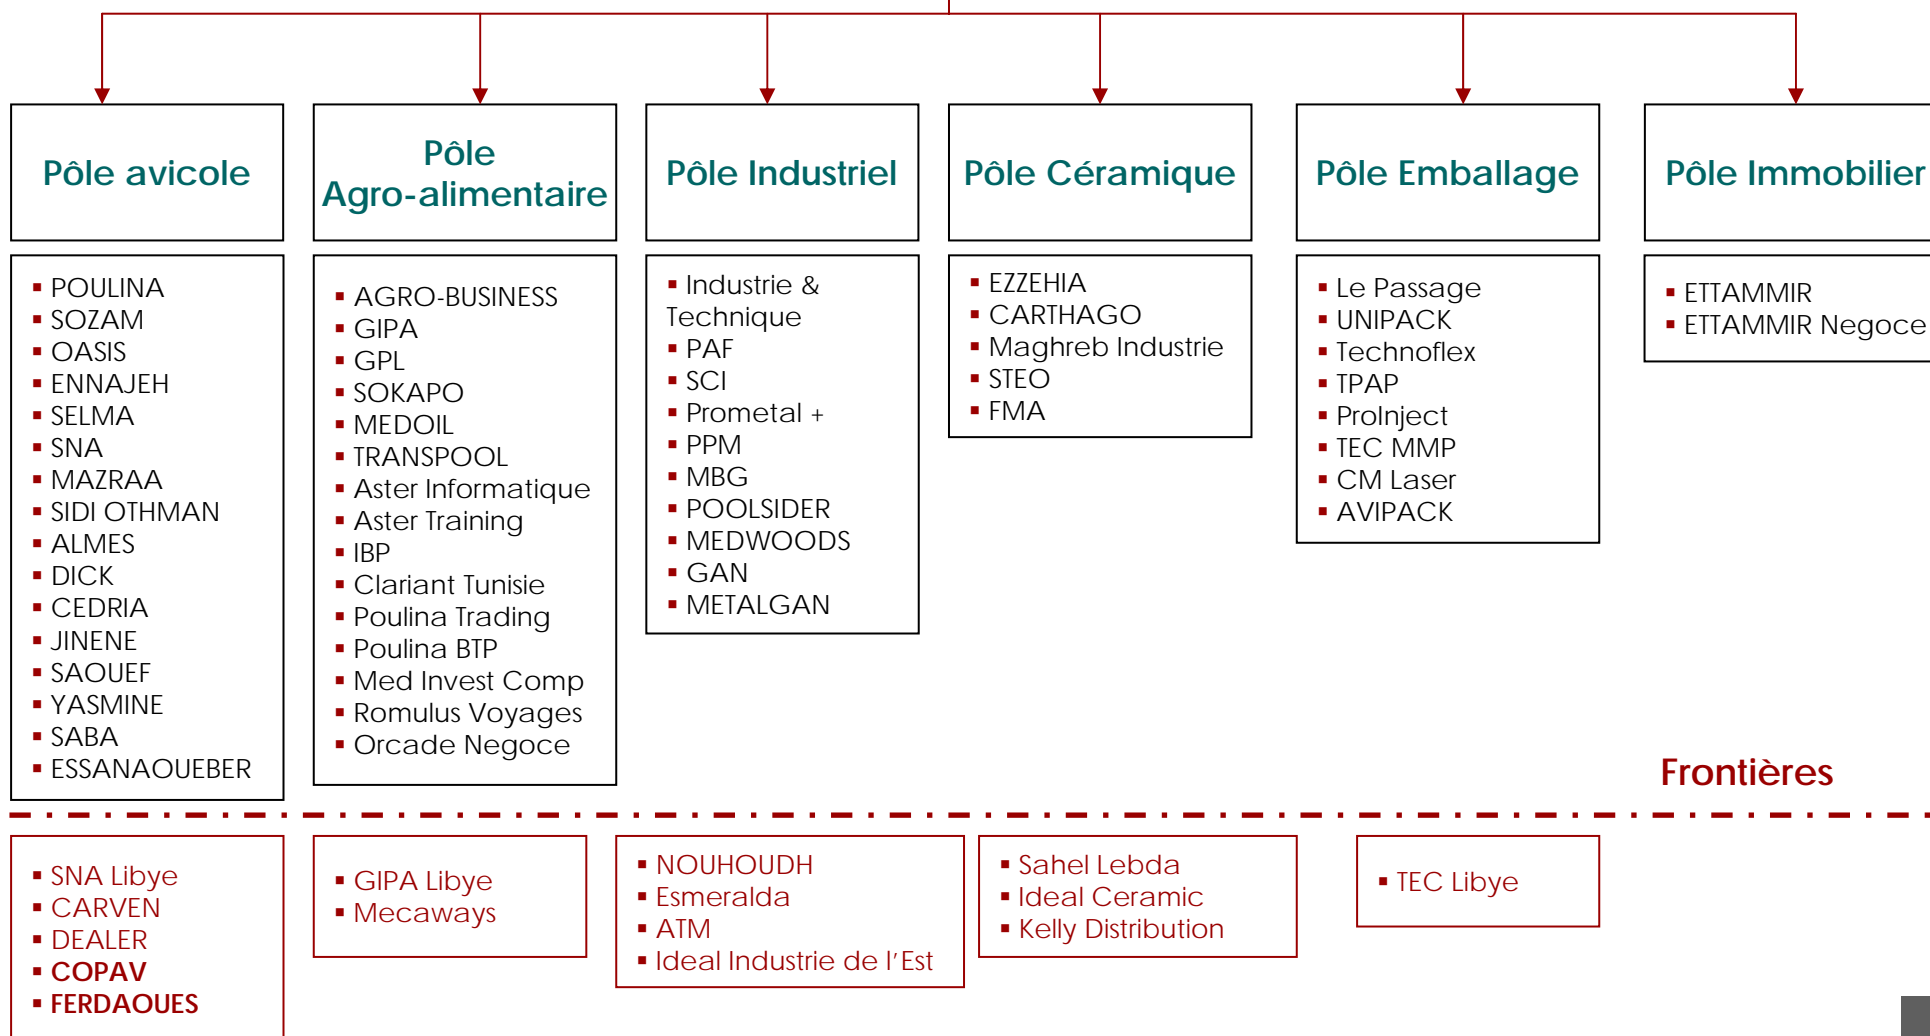 Pôle avicole
Pôle
Agro-alimentaire
Pôle Industriel
Pôle Céramique
Pôle Emballage
Pôle Immobilier
▪ POULINA
▪ SOZAM
▪ OASIS
▪ ENNAJEH
▪ SELMA
▪ SNA
▪ MAZRAA
▪ SIDI OTHMAN
▪ ALMES
▪ DICK
▪ CEDRIA
▪ JINENE
▪ SAOUEF
▪ YASMINE
▪ SABA
▪ ESSANAOUEBER
▪ AGRO-BUSINESS
▪ GIPA
▪ GPL
▪ SOKAPO
▪ MEDOIL
▪ TRANSPOOL
▪ Aster Informatique
▪ Aster Training
▪ IBP
▪ Clariant Tunisie
▪ Poulina Trading
▪ Poulina BTP
▪ Med Invest Comp
▪ Romulus Voyages
▪ Orcade Negoce
▪ Industrie &
Technique
▪ PAF
▪ SCI
▪ Prometal +
▪ PPM
▪ MBG
▪ POOLSIDER
▪ MEDWOODS
▪ GAN
▪ METALGAN
▪ EZZEHIA
▪ CARTHAGO
▪ Maghreb Industrie
▪ STEO
▪ FMA
▪ Le Passage
▪ UNIPACK
▪ Technoflex
▪ TPAP
▪ ProInject
▪ TEC MMP
▪ CM Laser
▪ AVIPACK
▪ ETTAMMIR
▪ ETTAMMIR Negoce
Frontières
▪ SNA Libye
▪ CARVEN
▪ DEALER
▪ COPAV
▪ FERDAOUES
▪ GIPA Libye
▪ Mecaways
▪ NOUHOUDH
▪ Esmeralda
▪ ATM
▪ Ideal Industrie de l'Est
▪ Sahel Lebda
▪ Ideal Ceramic
▪ Kelly Distribution
▪ TEC Libye